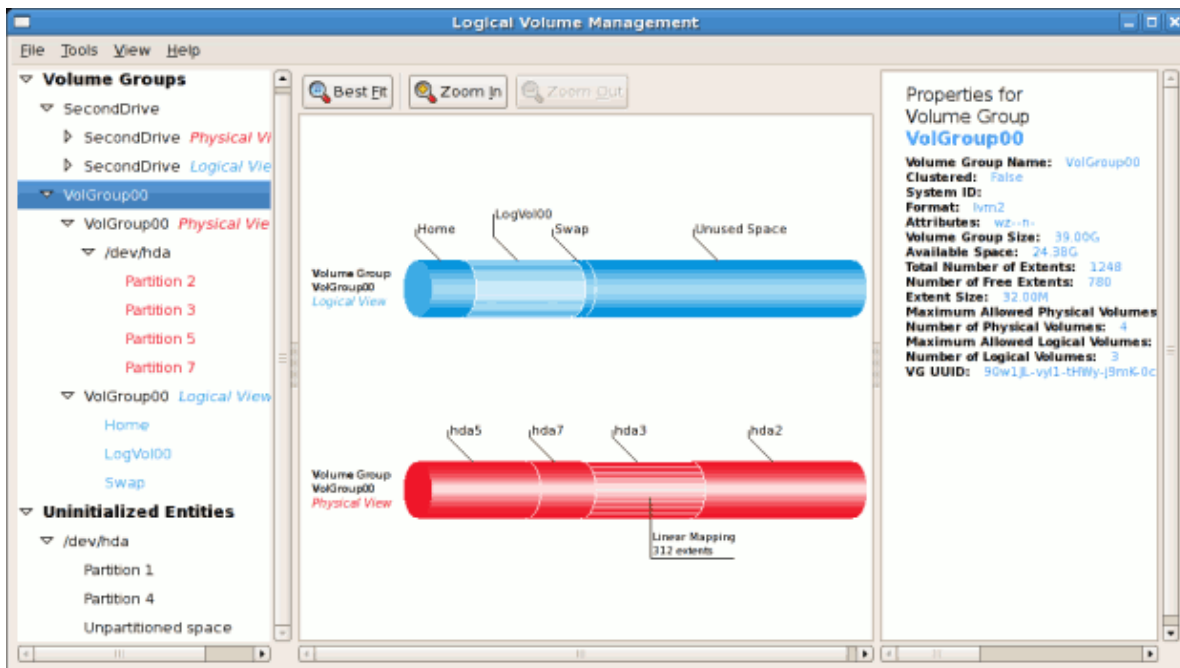 Logical Volume Management
File Tools View Help
Volume Groups
SecondDrive
SecondDrive Physical Vi
SecondDrive Logical Vie
VolGroup00
VolGroup00 Physical Vie
/dev/hda
Partition 2
Partition 3
Partition 5
Partition 7
VolGroup00 Logical View
Home
LogVol00
Swap
Uninitialized Entities
/dev/hda
Partition 1
Partition 4
Unpartitioned space
Best Fit Zoom In Zoom Out
Home LogVol00 Swap Unused Space
Volume Group
VolGroup00
Logical View
hda5 hda7 hda3 hda2
Volume Group
VolGroup00
Physical View
Linear Mapping
312 extents
Properties for
Volume Group
VolGroup00
Volume Group Name: VolGroup00
Clustered: False
System ID:
Format: lvm2
Attributes: wz--n-
Volume Group Size: 39.00G
Available Space: 24.38G
Total Number of Extents: 1248
Number of Free Extents: 780
Extent Size: 32.00M
Maximum Allowed Physical Volumes
Number of Physical Volumes: 4
Maximum Allowed Logical Volumes:
Number of Logical Volumes: 3
VG UUID: 90w1JL-vyl1-tHWy-j9mK-0c